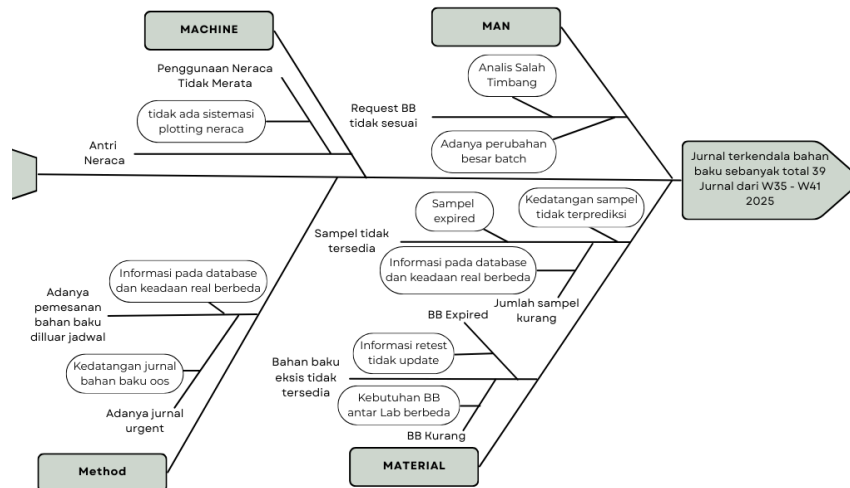 MACHINE
MAN
Penggunaan Neraca
Tidak Merata
tidak ada sistemasi
plotting neraca
Antri
Neraca
Analis Salah
Timbang
Request BB
tidak sesuai
Adanya perubahan
besar batch
Jurnal terkendala bahan
baku sebanyak total 39
Jurnal dari W35 - W41
2025
Sampel
expired
Kedatangan sampel
tidak terprediksi
Sampel tidak
tersedia
Informasi pada database
dan keadaan real berbeda
Jumlah sampel
kurang
Informasi pada database
dan keadaan real berbeda
Adanya
pemesanan
bahan baku
dilluar jadwal
Kedatangan jurnal
bahan baku oos
Adanya jurnal
urgent
BB Expired
Informasi retest
tidak update
Bahan baku
eksis tidak
tersedia
Kebutuhan BB
antar Lab berbeda
BB Kurang
Method
MATERIAL